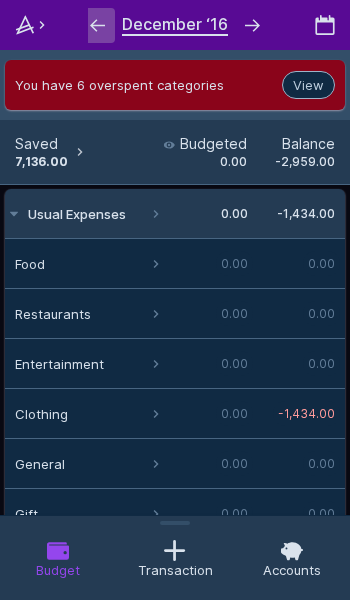 December ‘16
You have 6 overspent categories View
Saved Budgeted Balance
7,136.00 0.00 -2,959.00
Usual Expenses 0.00 -1,434.00
Food 0.00 0.00
Restaurants 0.00 0.00
Entertainment 0.00 0.00
Clothing 0.00 -1,434.00
General 0.00 0.00
Gift 0.00 0.00
Budget Transaction Accounts